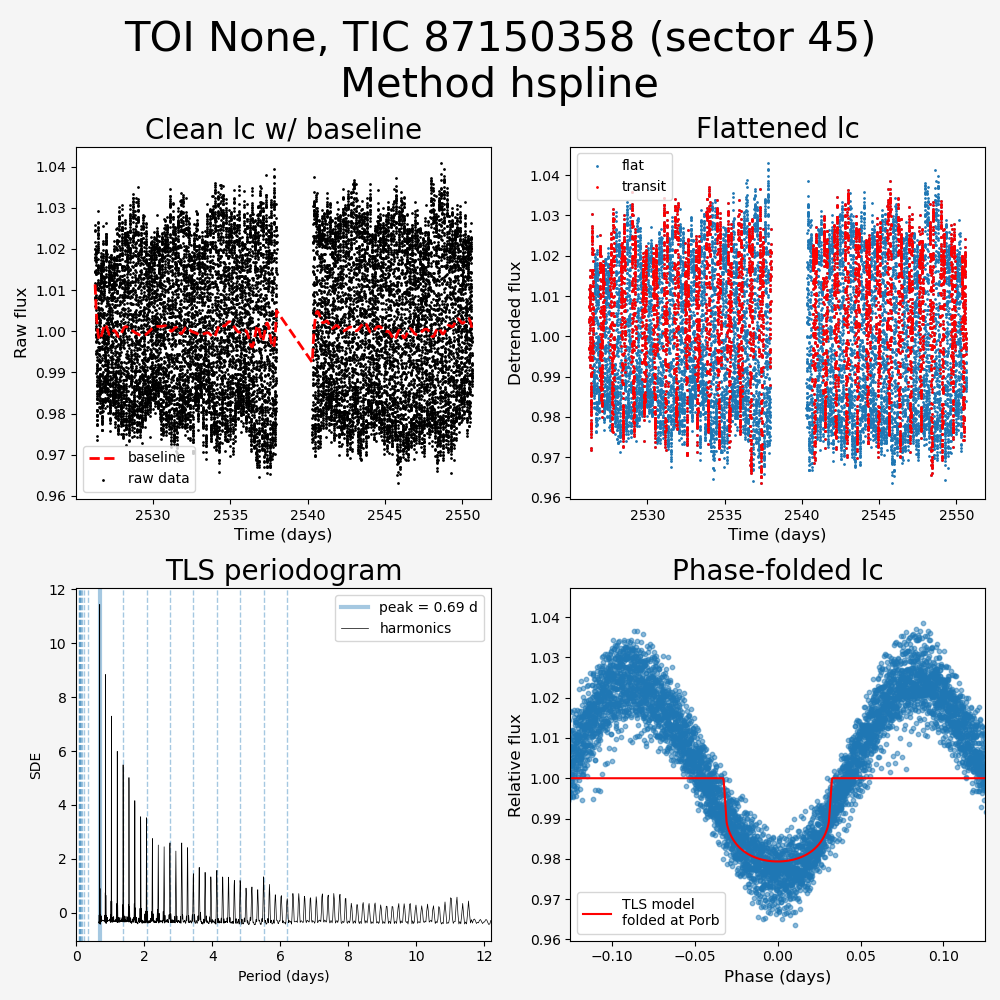 TOI None, TIC 87150358 (sector 45)
Method hspline
Clean lc w/ baseline
Raw flux
1.04
1.03
1.02
1.01
1.00
0.99
0.98
0.97
0.96
baseline
raw data
2530
2535
2540
2545
2550
Time (days)
Flattened lc
Detrended flux
1.04
1.03
1.02
1.01
1.00
0.99
0.98
0.97
0.96
flat
transit
2530
2535
2540
2545
2550
Time (days)
TLS periodogram
SDE
12
10
8
6
4
2
0
peak = 0.69 d
harmonics
0
2
4
6
8
10
12
Period (days)
Phase-folded lc
Relative flux
1.04
1.03
1.02
1.01
1.00
0.99
0.98
0.97
0.96
TLS model
folded at Porb
−0.10
−0.05
0.00
0.05
0.10
Phase (days)